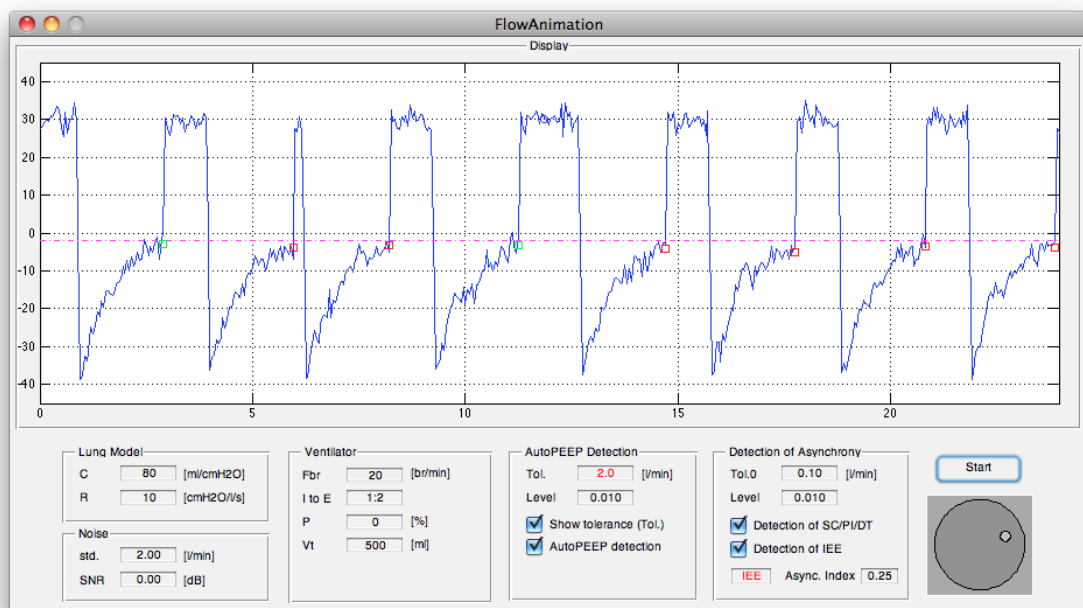 FlowAnimation
Display
40
30
20
10
0
-10
-20
-30
-40
0 5 10 15 20
Lung Model
C 80 [ml/cmH2O]
R 10 [cmH2O/l/s]
Noise
std. 2.00 [l/min]
SNR 0.00 [dB]
Ventilator
Fbr 20 [br/min]
I to E 1:2
P 0 [%]
Vt 500 [ml]
AutoPEEP Detection
Tol. 2.0 [l/min]
Level 0.010
Show tolerance (Tol.)
AutoPEEP detection
Detection of Asynchrony
Tol.0 0.10 [l/min]
Level 0.010
Detection of SC/PI/DT
Detection of IEE
IEE Async. Index 0.25
Start